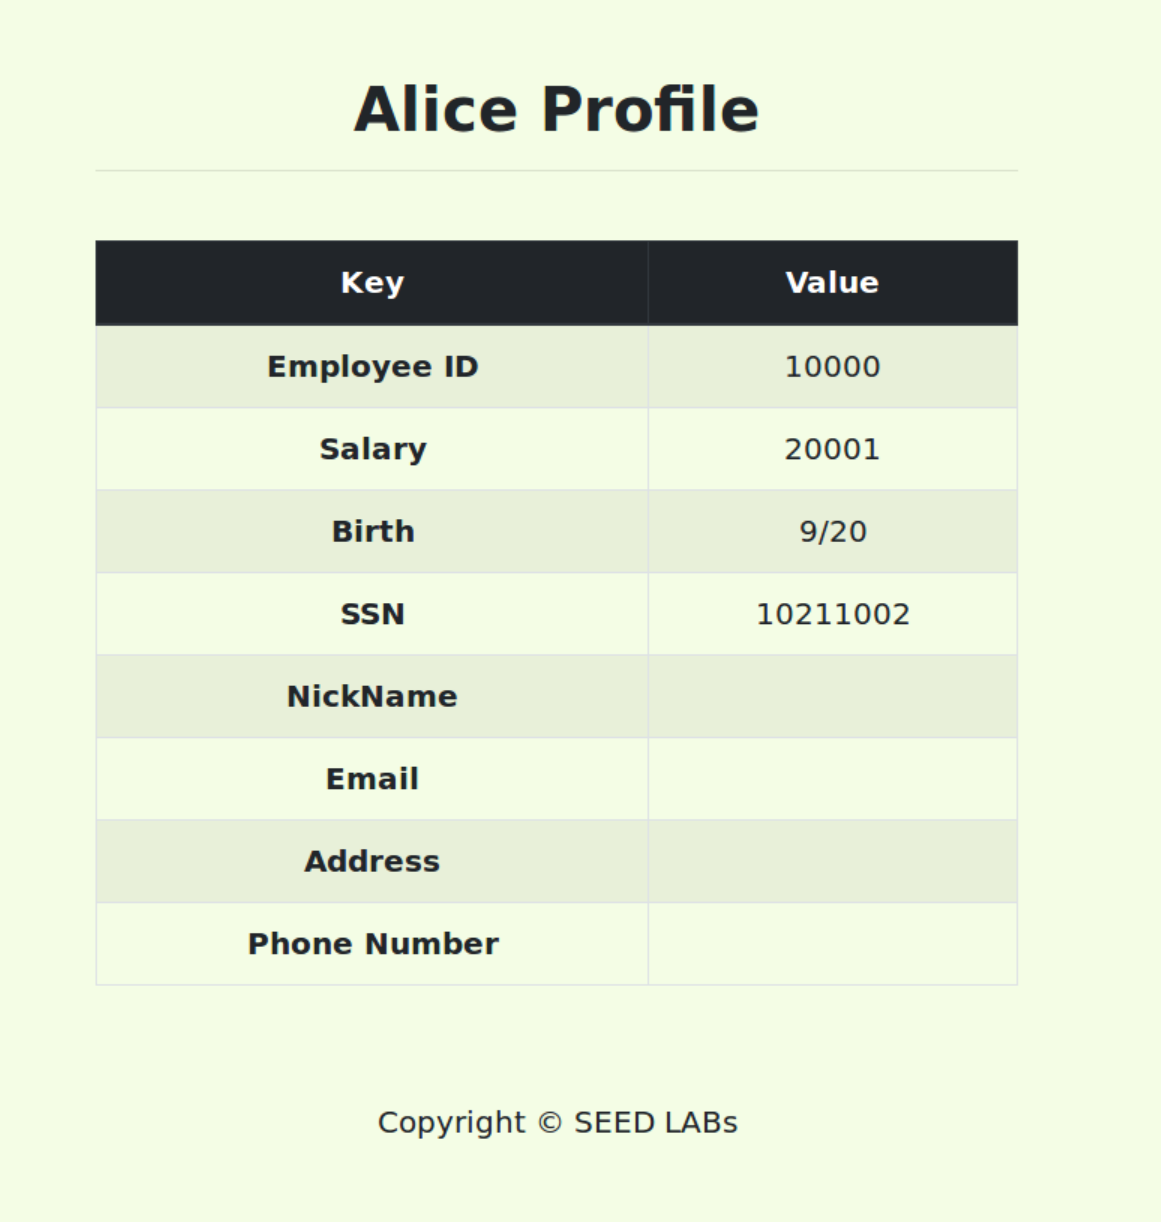 Alice Profile
Key Value
Employee ID 10000
Salary 20001
Birth 9/20
SSN 10211002
NickName
Email
Address
Phone Number
Copyright © SEED LABs